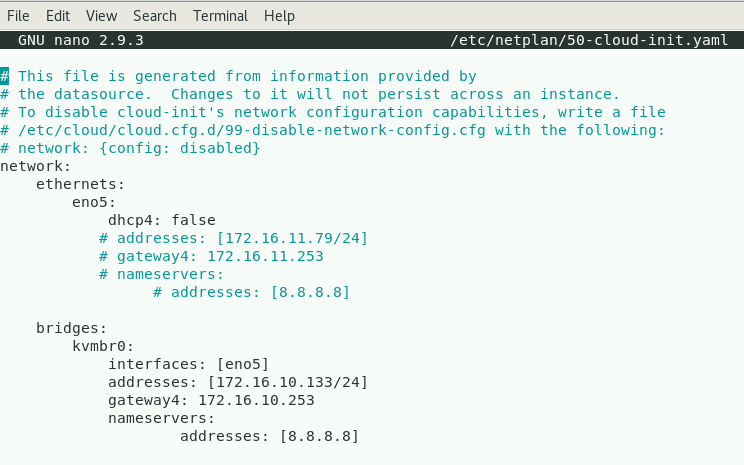 File Edit View Search Terminal Help
GNU nano 2.9.3 /etc/netplan/50-cloud-init.yaml
# This file is generated from information provided by
# the datasource.  Changes to it will not persist across an instance.
# To disable cloud-init's network configuration capabilities, write a file
# /etc/cloud/cloud.cfg.d/99-disable-network-config.cfg with the following:
# network: {config: disabled}
network:
    ethernets:
        eno5:
            dhcp4: false
           # addresses: [172.16.11.79/24]
           # gateway4: 172.16.11.253
           # nameservers:
                 # addresses: [8.8.8.8]
    bridges:
        kvmbr0:
            interfaces: [eno5]
            addresses: [172.16.10.133/24]
            gateway4: 172.16.10.253
            nameservers:
                    addresses: [8.8.8.8]